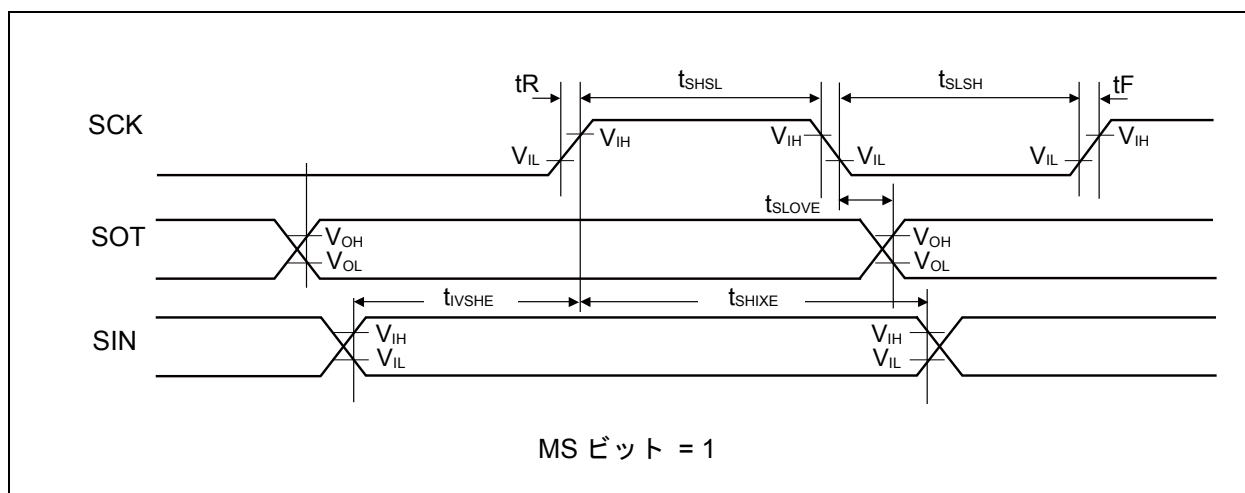 tR tSHSL tSLSH tF
SCK
VIH VIH VIH
VIL VIL VIL
tSLOVE
SOT
VOH VOH
VOL VOL
tIVSHE tSHIXE
SIN
VIH VIH
VIL VIL
MS ビット = 1